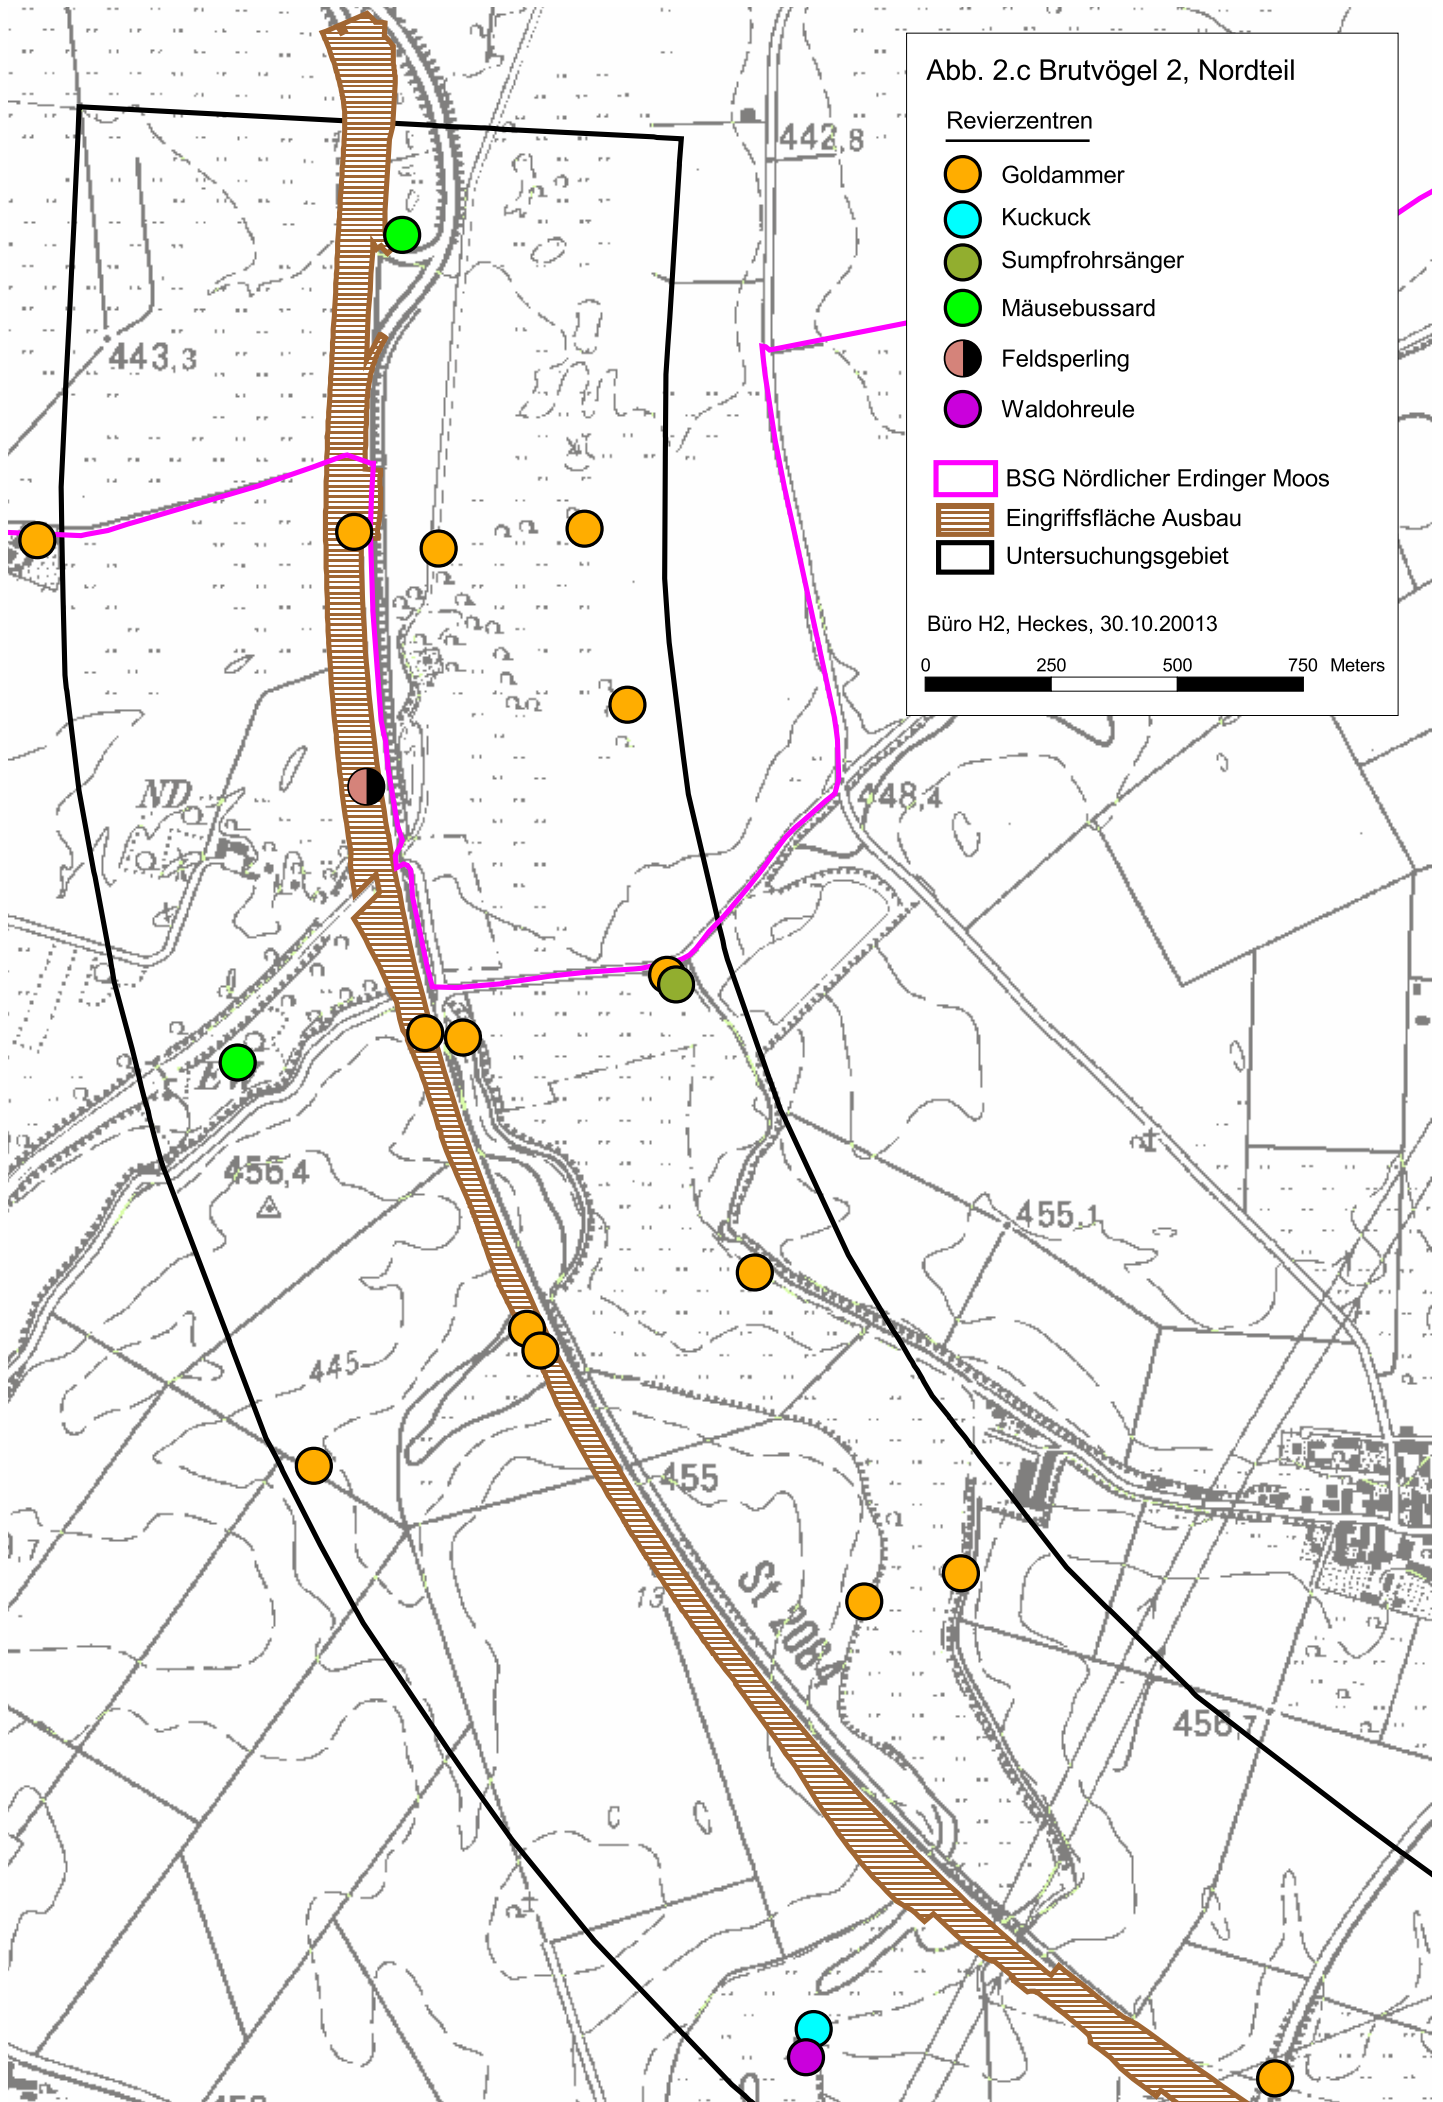 Abb. 2.c Brutvögel 2, Nordteil
Revierzentren
Goldammer
Kuckuck
Sumpfrohrsänger
Mäusebussard
Feldsperling
Waldohreule
BSG Nördlicher Erdinger Moos
Eingriffsfläche Ausbau
Untersuchungsgebiet
Büro H2, Heckes, 30.10.20013
0 250 500 750 Meters
442,8
443,3
ND
448,4
456,4
455,1
445
455
13
St 2084
456,7